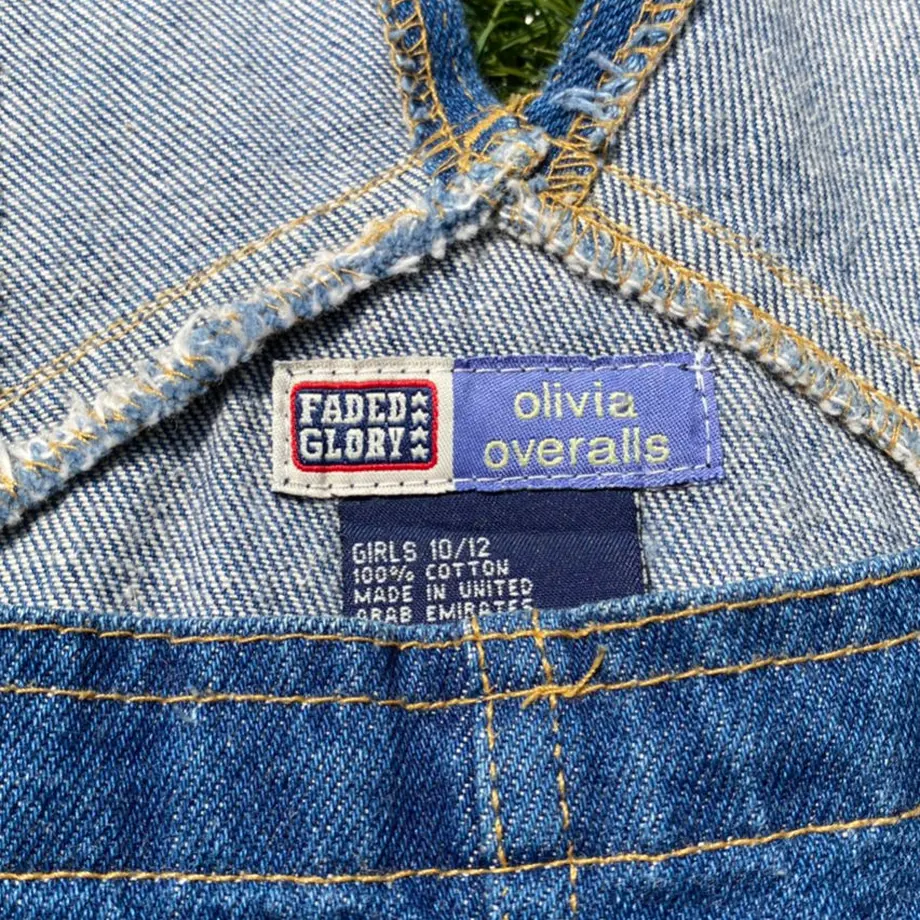 FADED
GLORY
olivia
overalls
GIRLS 10/12
100% COTTON
MADE IN UNITED
ARAB EMIRATES